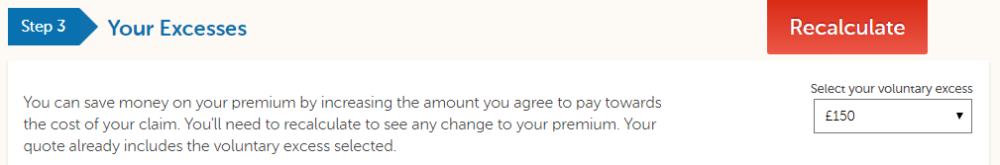 Step 3
Your Excesses
Recalculate
Select your voluntary excess
£150
You can save money on your premium by increasing the amount you agree to pay towards
the cost of your claim. You'll need to recalculate to see any change to your premium. Your
quote already includes the voluntary excess selected.